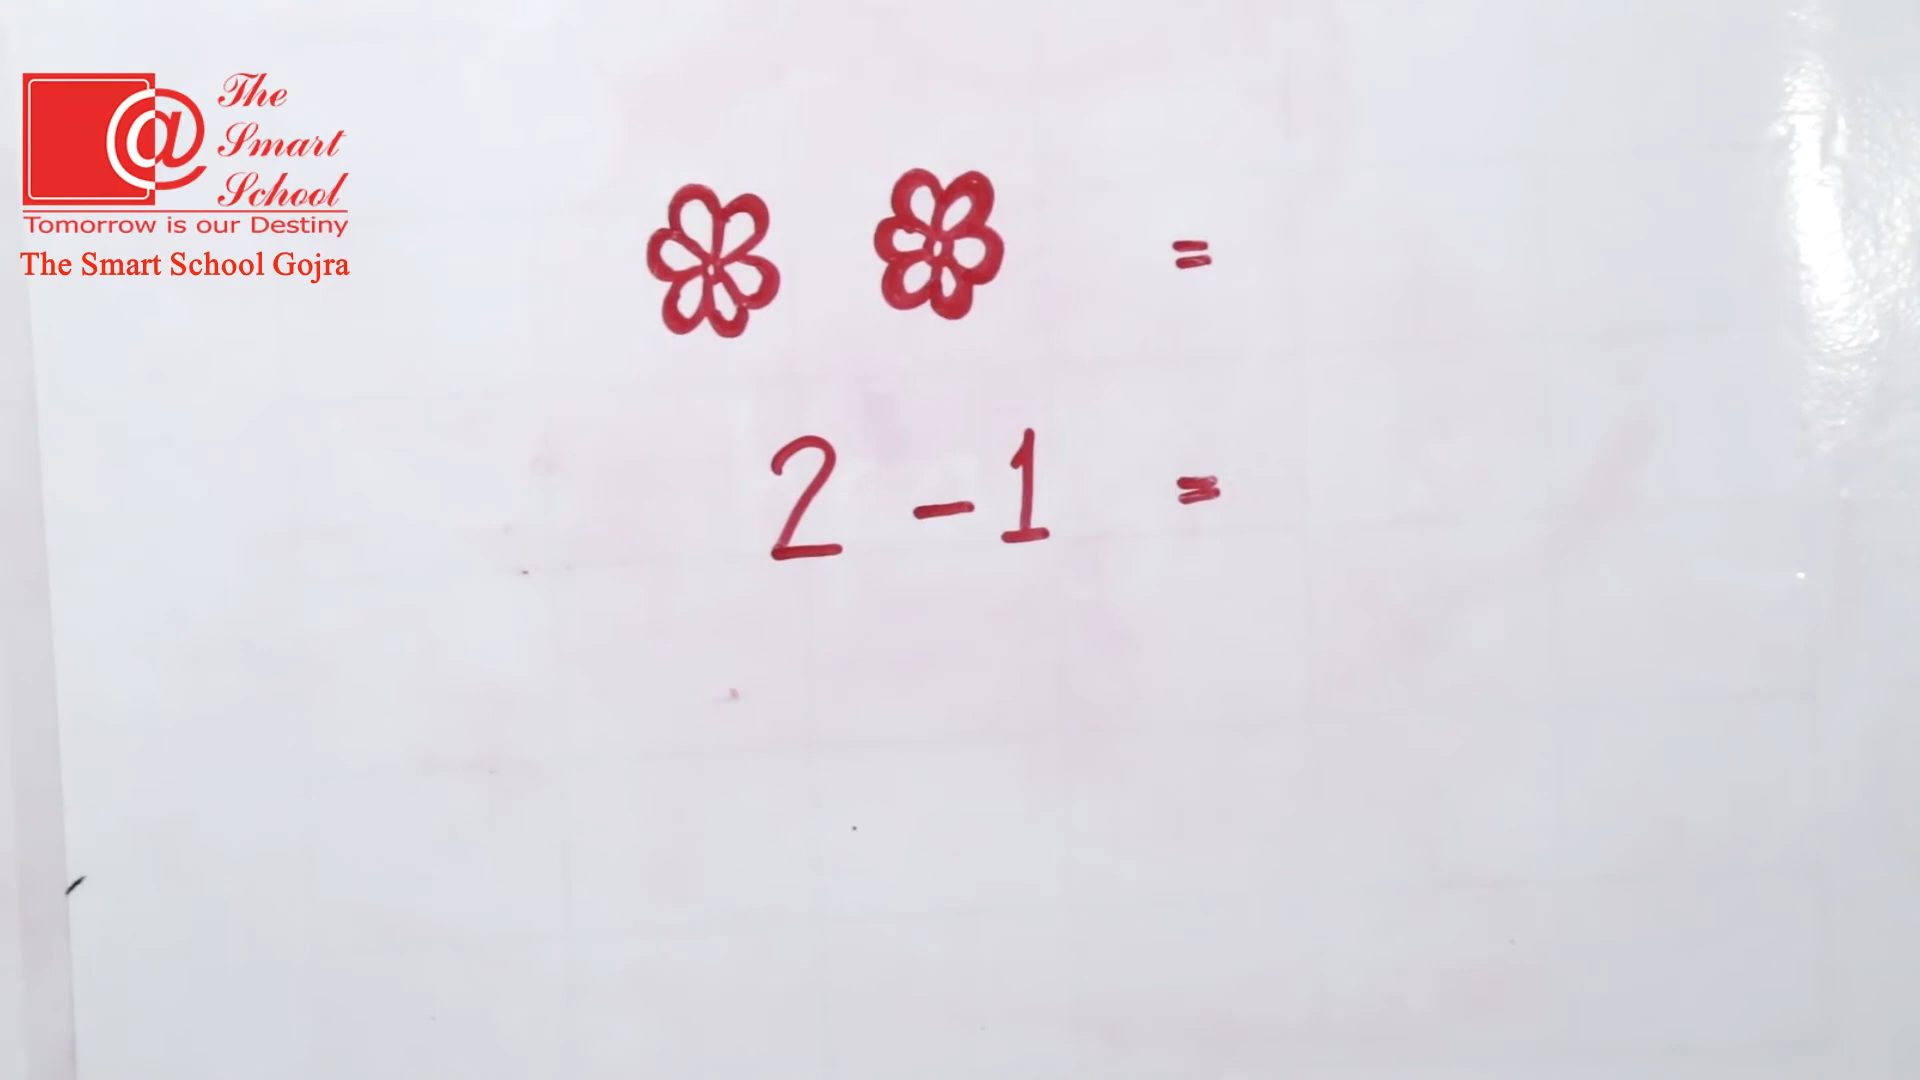 The
Smart
School
Tomorrow is our Destiny
The Smart School Gojra
=
2 - 1 =